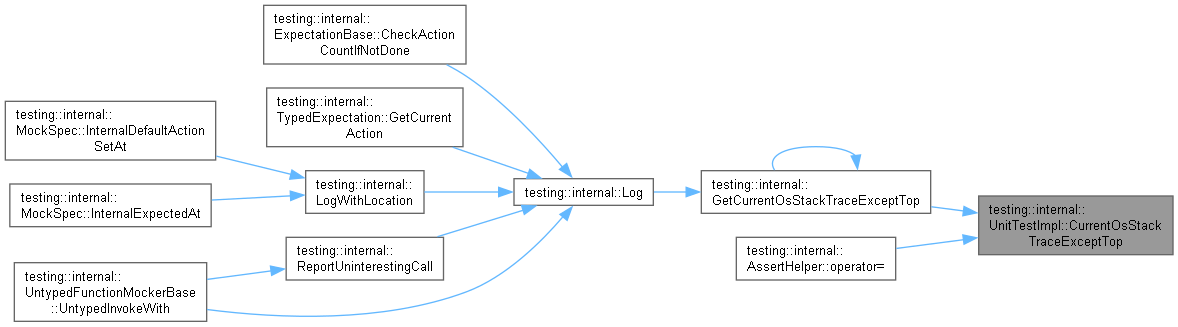 testing::internal::
ExpectationBase::CheckAction
CountIfNotDone
testing::internal::
TypedExpectation::GetCurrent
Action
testing::internal::
MockSpec::InternalDefaultAction
SetAt
testing::internal::
MockSpec::InternalExpectedAt
testing::internal::
LogWithLocation
testing::internal::Log
testing::internal::
GetCurrentOsStackTraceExceptTop
testing::internal::
UnitTestImpl::CurrentOsStack
TraceExceptTop
testing::internal::
ReportUninterestingCall
testing::internal::
AssertHelper::operator=
testing::internal::
UntypedFunctionMockerBase
::UntypedInvokeWith